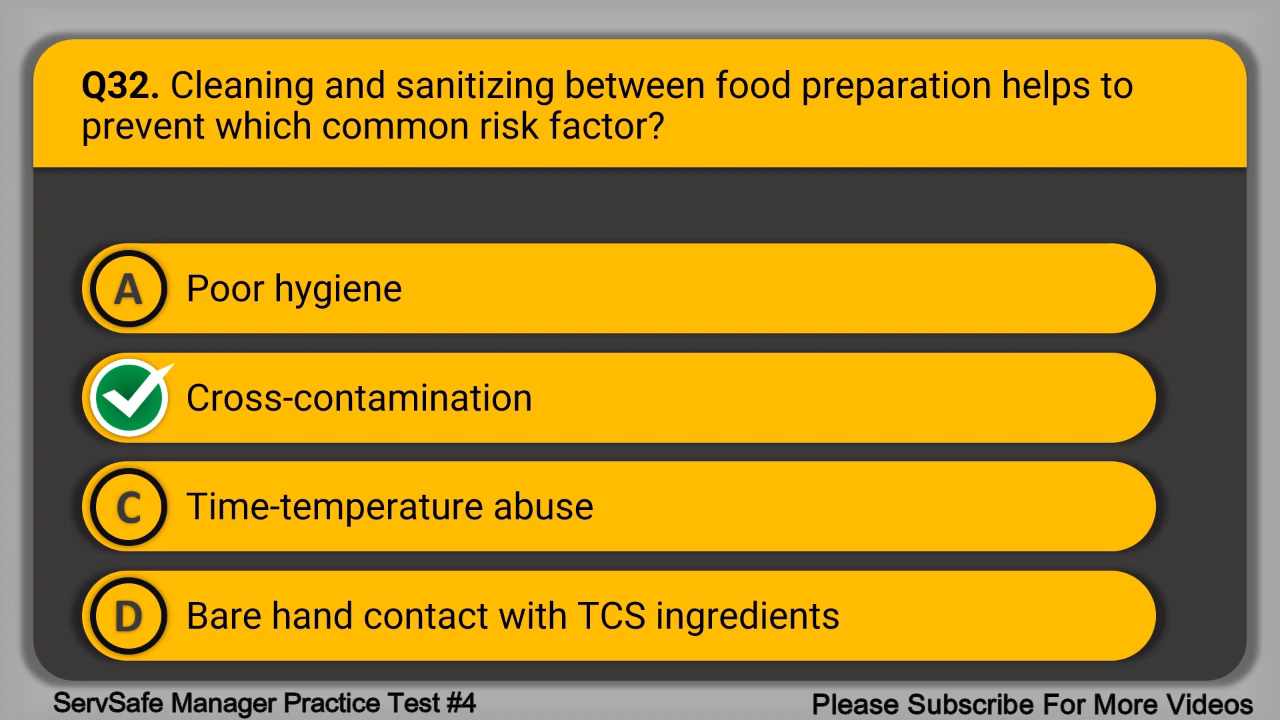 Q32. Cleaning and sanitizing between food preparation helps to
prevent which common risk factor?
A Poor hygiene
Cross-contamination
C Time-temperature abuse
D Bare hand contact with TCS ingredients
ServSafe Manager Practice Test #4
Please Subscribe For More Videos